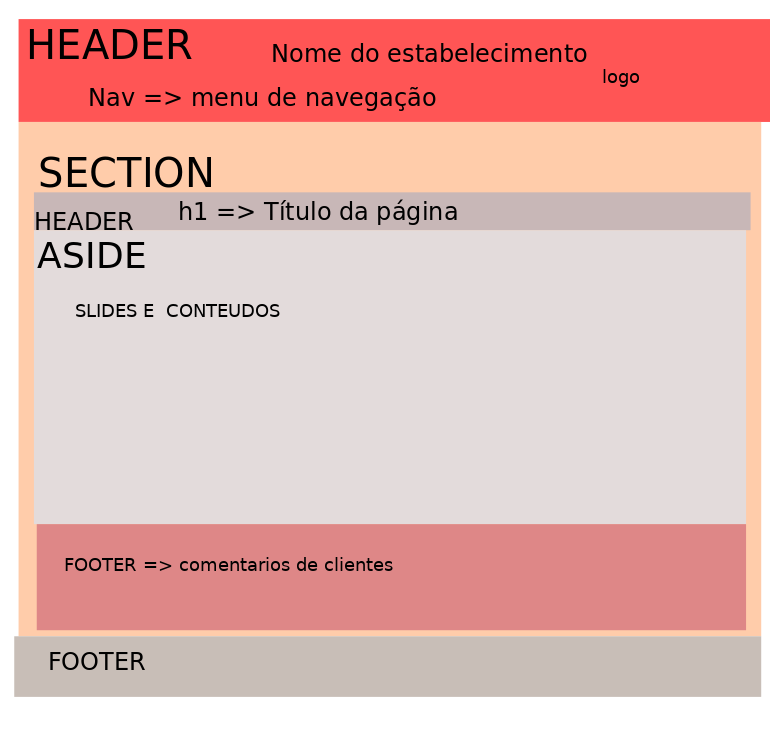 HEADER
Nome do estabelecimento
logo
Nav => menu de navegação
SECTION
HEADER
h1 => Título da página
ASIDE
SLIDES E  CONTEUDOS
FOOTER => comentarios de clientes
FOOTER